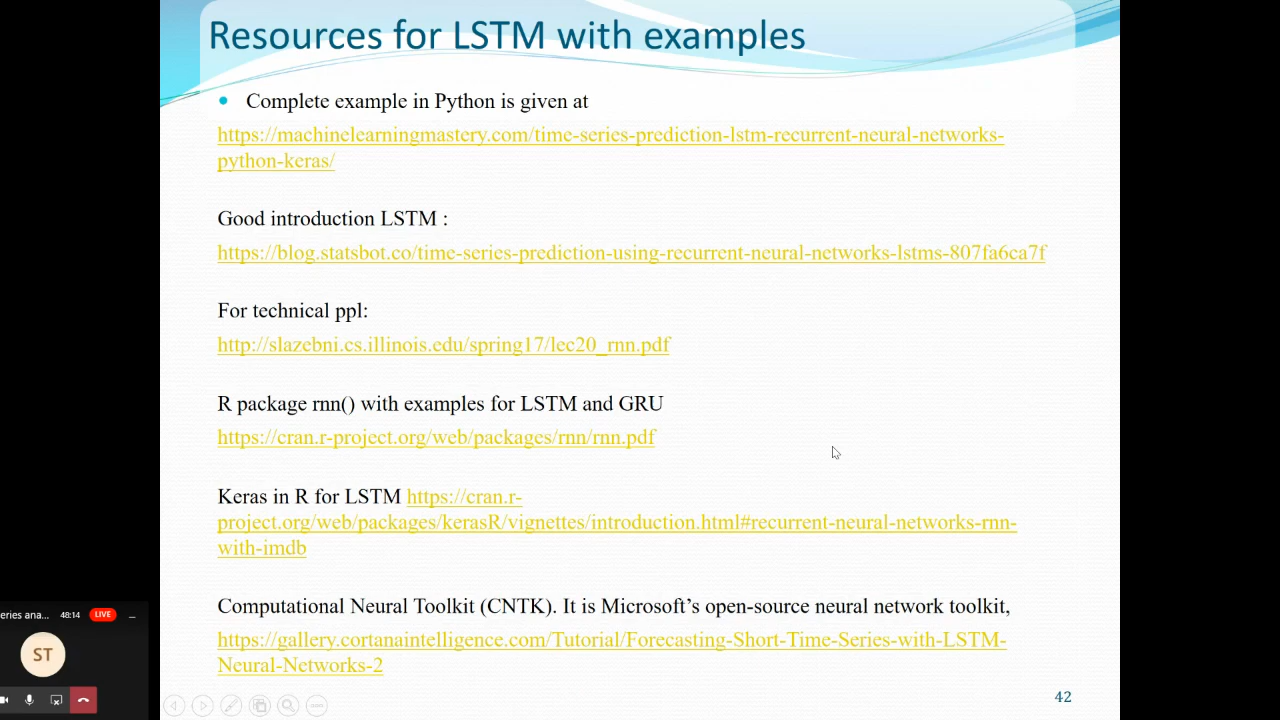 Resources for LSTM with examples
• Complete example in Python is given at
https://machinelearningmastery.com/time-series-prediction-lstm-recurrent-neural-networks-
python-keras/
Good introduction LSTM :
https://blog.statsbot.co/time-series-prediction-using-recurrent-neural-networks-lstms-807fa6ca7f
For technical ppl:
http://slazebni.cs.illinois.edu/spring17/lec20_rnn.pdf
R package rnn() with examples for LSTM and GRU
https://cran.r-project.org/web/packages/rnn/rnn.pdf
Keras in R for LSTM https://cran.r-
project.org/web/packages/kerasR/vignettes/introduction.html#recurrent-neural-networks-rnn-
with-imdb
Computational Neural Toolkit (CNTK). It is Microsoft’s open-source neural network toolkit,
https://gallery.cortanaintelligence.com/Tutorial/Forecasting-Short-Time-Series-with-LSTM-
Neural-Networks-2
42
eries ana... 48:14 LIVE
ST